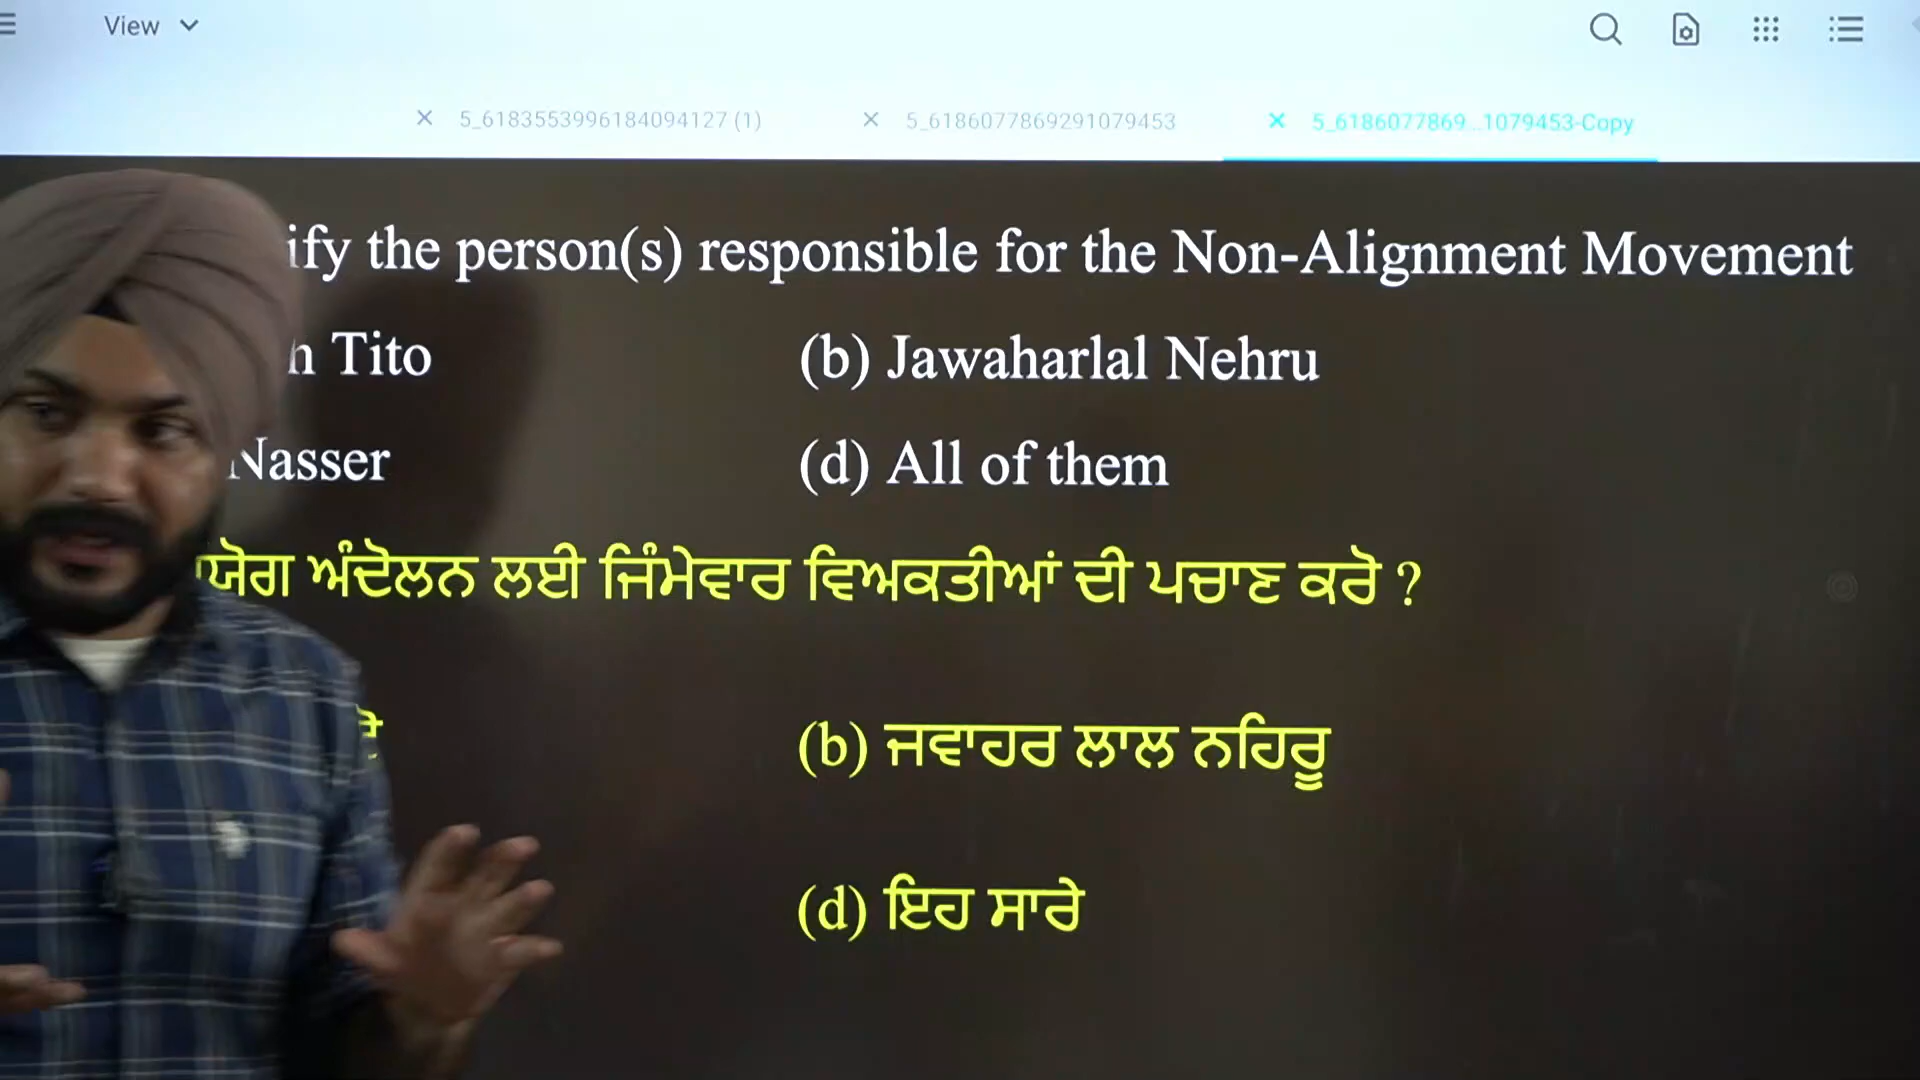 View
5_6183553996184094127 (1)
5_6186077869291079453
5_6186077869...1079453-Copy
the person(s) responsible for the Non-Alignment Movement
Tito
(b) Jawaharlal Nehru
Nasser
(d) All of them
ਅੰਦੋਲਨ ਲਈ ਜਿੰਮੇਵਾਰ ਵਿਅਕਤੀਆਂ ਦੀ ਪਚਾਣ ਕਰੋ ?
(b) ਜਵਾਹਰ ਲਾਲ ਨਹਿਰੂ
(d) ਇਹ ਸਾਰੇ